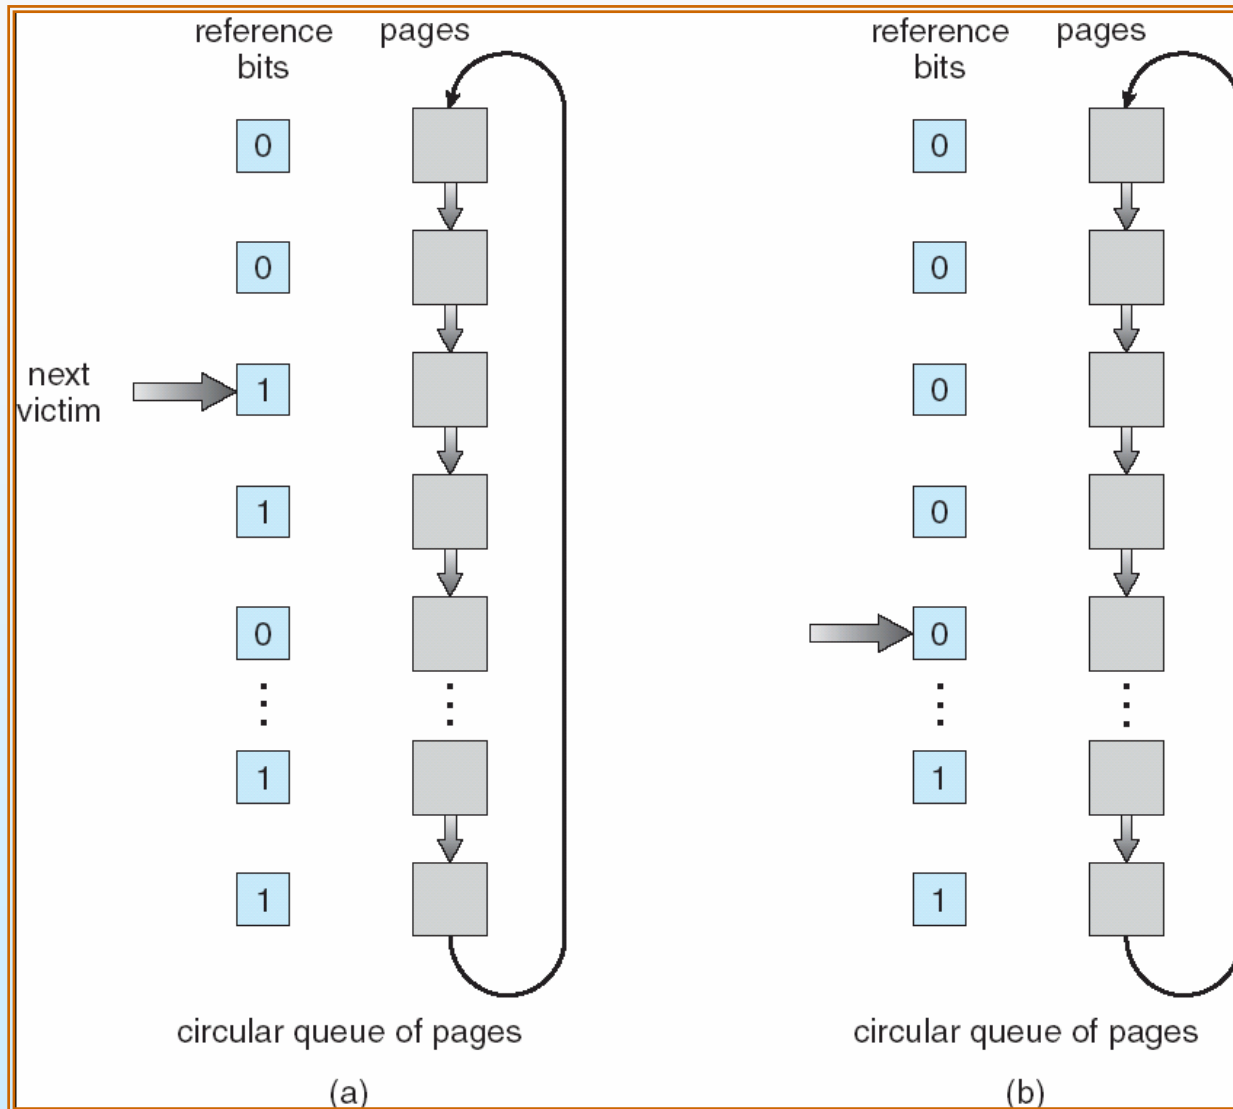 reference bits
pages
0
0
next victim
1
1
0
1
1
circular queue of pages
(a)
reference bits
pages
0
0
0
0
0
1
1
circular queue of pages
(b)